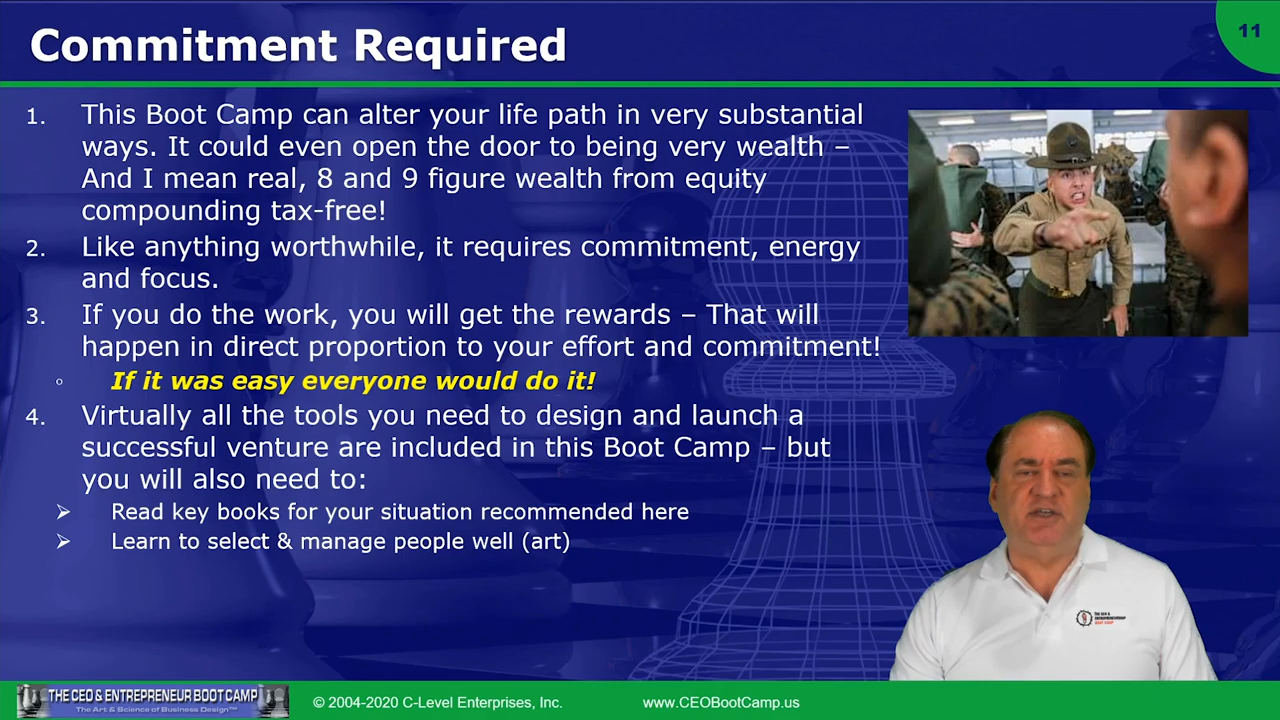 Commitment Required
11
1. This Boot Camp can alter your life path in very substantial
ways. It could even open the door to being very wealth –
And I mean real, 8 and 9 figure wealth from equity
compounding tax-free!
2. Like anything worthwhile, it requires commitment, energy
and focus.
3. If you do the work, you will get the rewards – That will
happen in direct proportion to your effort and commitment!
o If it was easy everyone would do it!
4. Virtually all the tools you need to design and launch a
successful venture are included in this Boot Camp – but
you will also need to:
➢ Read key books for your situation recommended here
➢ Learn to select & manage people well (art)
THE CEO &
ENTREPRENEURSHIP
BOOT CAMP
THE CEO & ENTREPRENEUR BOOT CAMP
The Art & Science of Business Design™
© 2004-2020 C-Level Enterprises, Inc.
www.CEOBootCamp.us